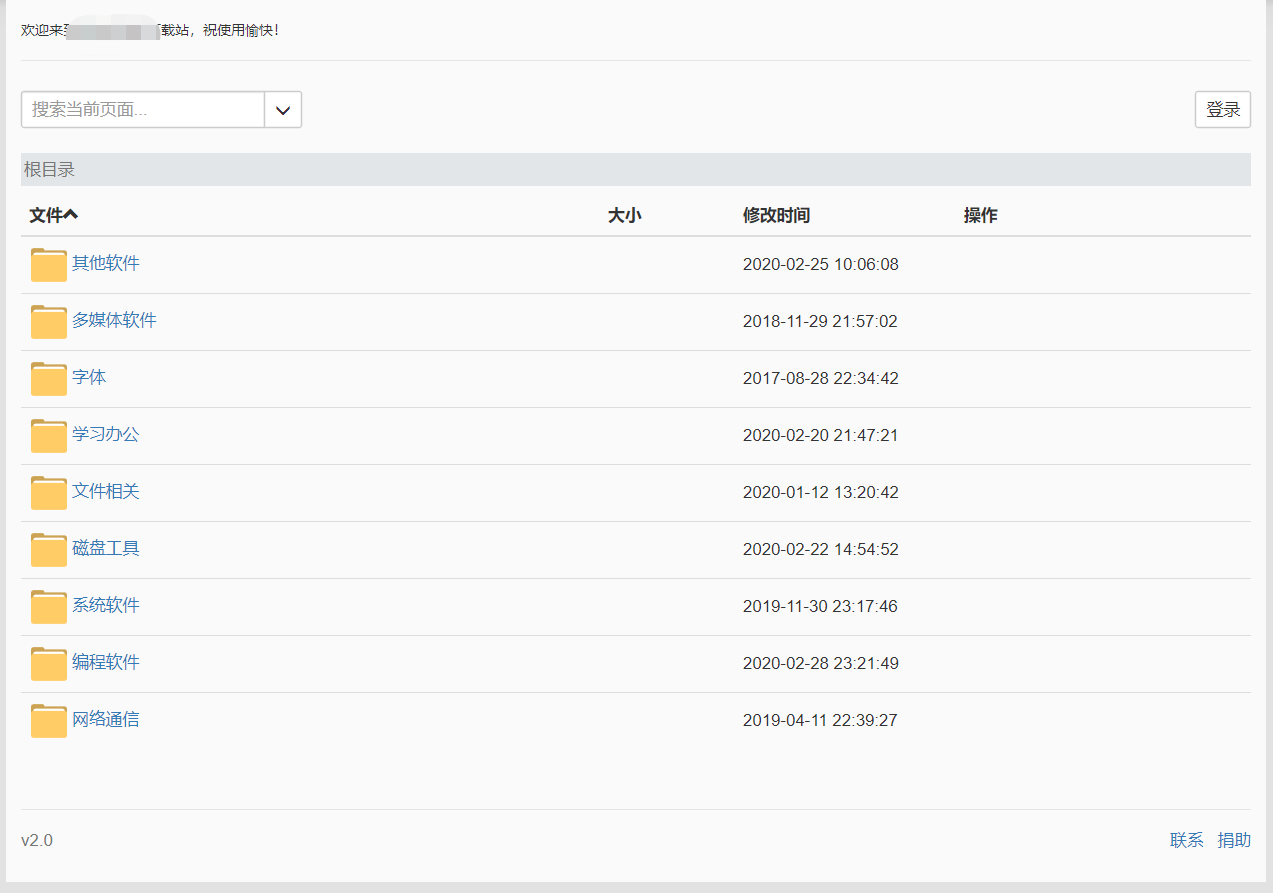 欢迎来 载站，祝使用愉快！
搜索当前页面...
登录
根目录
文件 大小 修改时间 操作
其他软件 2020-02-25 10:06:08
多媒体软件 2018-11-29 21:57:02
字体 2017-08-28 22:34:42
学习办公 2020-02-20 21:47:21
文件相关 2020-01-12 13:20:42
磁盘工具 2020-02-22 14:54:52
系统软件 2019-11-30 23:17:46
编程软件 2020-02-28 23:21:49
网络通信 2019-04-11 22:39:27
v2.0 联系 捐助